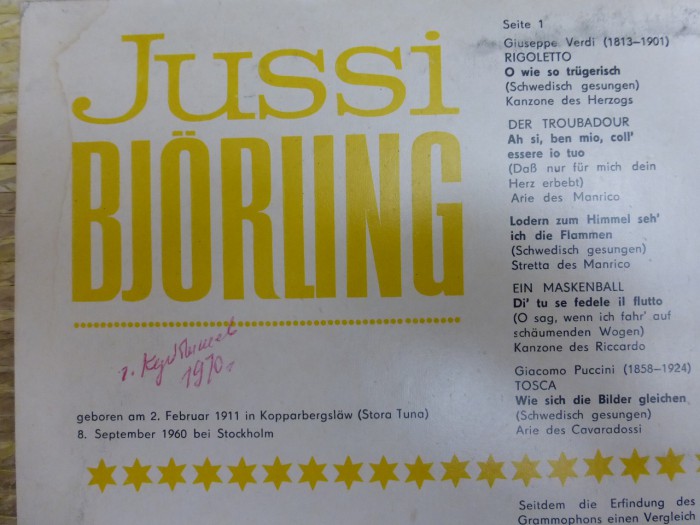 Jussi
BJÖRLING
1970.
geboren am 2. Februar 1911 in Kopparbergsläw (Stora Tuna)
8. September 1960 bei Stockholm
Seite 1
Giuseppe Verdi (1813–1901)
RIGOLETTO
O wie so trügerisch
(Schwedisch gesungen)
Kanzone des Herzogs
DER TROUBADOUR
Ah si, ben mio, coll'
essere io tuo
(Daß nur für mich dein
Herz erbebt)
Arie des Manrico
Lodern zum Himmel seh'
ich die Flammen
(Schwedisch gesungen)
Stretta des Manrico
EIN MASKENBALL
Di' tu se fedele il flutto
(O sag, wenn ich fahr' auf
schäumenden Wogen)
Kanzone des Riccardo
Giacomo Puccini (1858–1924)
TOSCA
Wie sich die Bilder gleichen
(Schwedisch gesungen)
Arie des Cavaradossi
Seitdem die Erfindung des
Grammophons einen Vergleich